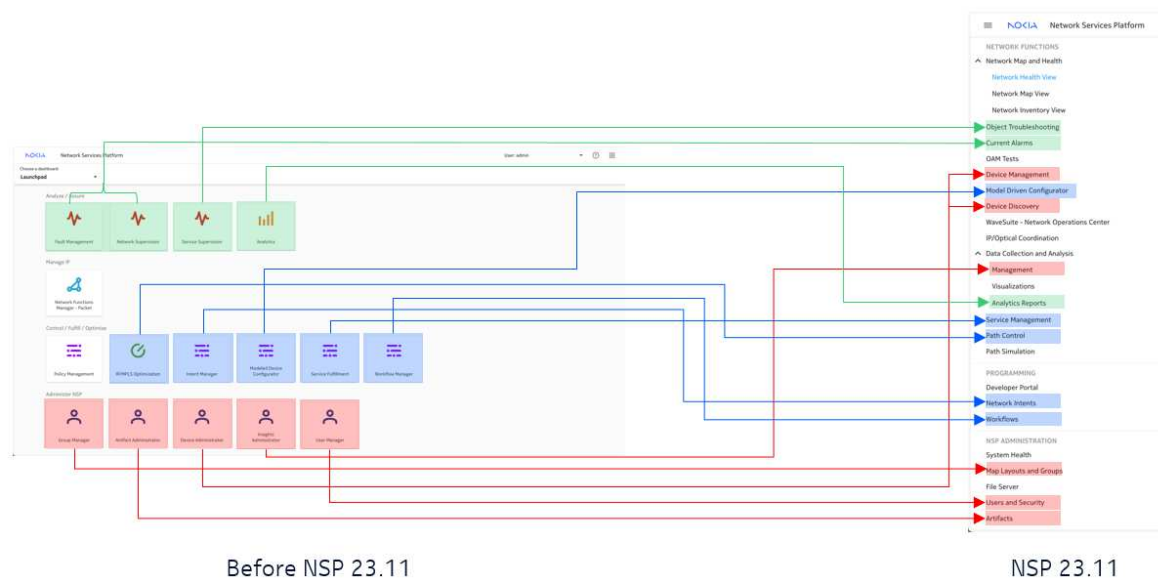 NOKIA Network Services Platform
User: admin
Choose a dashboard:
Launchpad
Analyze / Assure
Fault Management
Network Supervision
Service Supervision
Analytics
Manage IP
Network Functions
Manager - Packet
Control / Fulfill / Optimize
Policy Management
IP/MPLS Optimization
Intent Manager
Modeled Device
Configurator
Service Fulfillment
Workflow Manager
Administer NSP
Group Manager
Artifact Administrator
Device Administrator
Insights
Administrator
User Manager
Before NSP 23.11
NOKIA Network Services Platform
NETWORK FUNCTIONS
Network Map and Health
Network Health View
Network Map View
Network Inventory View
Object Troubleshooting
Current Alarms
OAM Tests
Device Management
Model Driven Configurator
Device Discovery
WaveSuite - Network Operations Center
IP/Optical Coordination
Data Collection and Analysis
Management
Visualizations
Analytics Reports
Service Management
Path Control
Path Simulation
PROGRAMMING
Developer Portal
Network Intents
Workflows
NSP ADMINISTRATION
System Health
Map Layouts and Groups
File Server
Users and Security
Artifacts
NSP 23.11